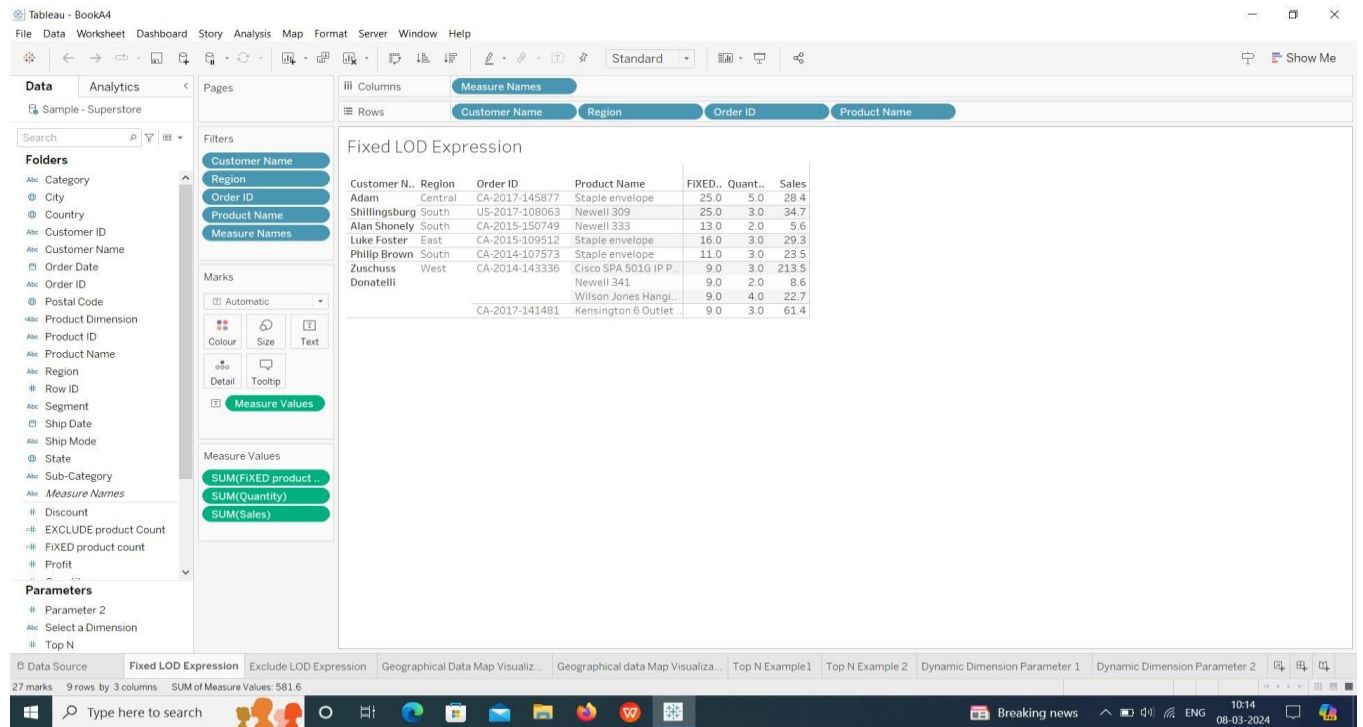 Tableau - BookA4
File Data Worksheet Dashboard Story Analysis Map Format Server Window Help
Standard
Show Me
Data Analytics
Sample - Superstore
Search
Folders
Abc Category
City
Country
Abc Customer ID
Abc Customer Name
Order Date
Abc Order ID
Postal Code
Abc Product Dimension
Abc Product ID
Abc Product Name
Abc Region
# Row ID
Abc Segment
Ship Date
Abc Ship Mode
State
Abc Sub-Category
Abc Measure Names
# Discount
# EXCLUDE product Count
# FiXED product count
# Profit
Parameters
# Parameter 2
Abc Select a Dimension
# Top N
Pages
Filters
Customer Name
Region
Order ID
Product Name
Measure Names
Marks
Automatic
Colour Size Text
Detail Tooltip
Measure Values
Measure Values
SUM(FiXED product ..
SUM(Quantity)
SUM(Sales)
Columns Measure Names
Rows Customer Name Region Order ID Product Name
Fixed LOD Expression
Customer N.. Region Order ID Product Name FiXED.. Quant.. Sales
Adam Central CA-2017-145877 Staple envelope 25.0 5.0 28.4
Shillingsburg South US-2017-108063 Newell 309 25.0 3.0 34.7
Alan Shonely South CA-2015-150749 Newell 333 13.0 2.0 5.6
Luke Foster East CA-2015-109512 Staple envelope 16.0 3.0 29.3
Philip Brown South CA-2014-107573 Staple envelope 11.0 3.0 23.5
Zuschuss West CA-2014-143336 Cisco SPA 501G IP P.. 9.0 3.0 213.5
Donatelli Newell 341 9.0 2.0 8.6
Wilson Jones Hangi.. 9.0 4.0 22.7
CA-2017-141481 Kensington 6 Outlet .. 9.0 3.0 61.4
Data Source Fixed LOD Expression Exclude LOD Expression Geographical Data Map Visualiz... Geographical data Map Visualiza... Top N Example1 Top N Example 2 Dynamic Dimension Parameter 1 Dynamic Dimension Parameter 2
27 marks 9 rows by 3 columns SUM of Measure Values: 581.6
Type here to search
Breaking news
ENG
10:14
08-03-2024